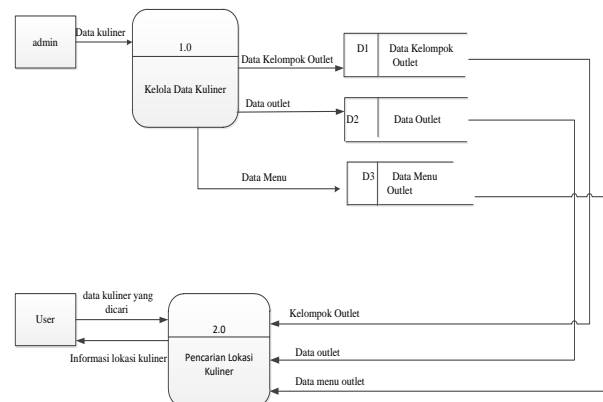 admin
Data kuliner
1.0
Kelola Data Kuliner
Data Kelompok Outlet
D1
Data Kelompok
Outlet
Data outlet
D2
Data Outlet
Data Menu
D3
Data Menu
Outlet
User
data kuliner yang
dicari
Informasi lokasi kuliner
2.0
Pencarian Lokasi
Kuliner
Kelompok Outlet
Data outlet
Data menu outlet